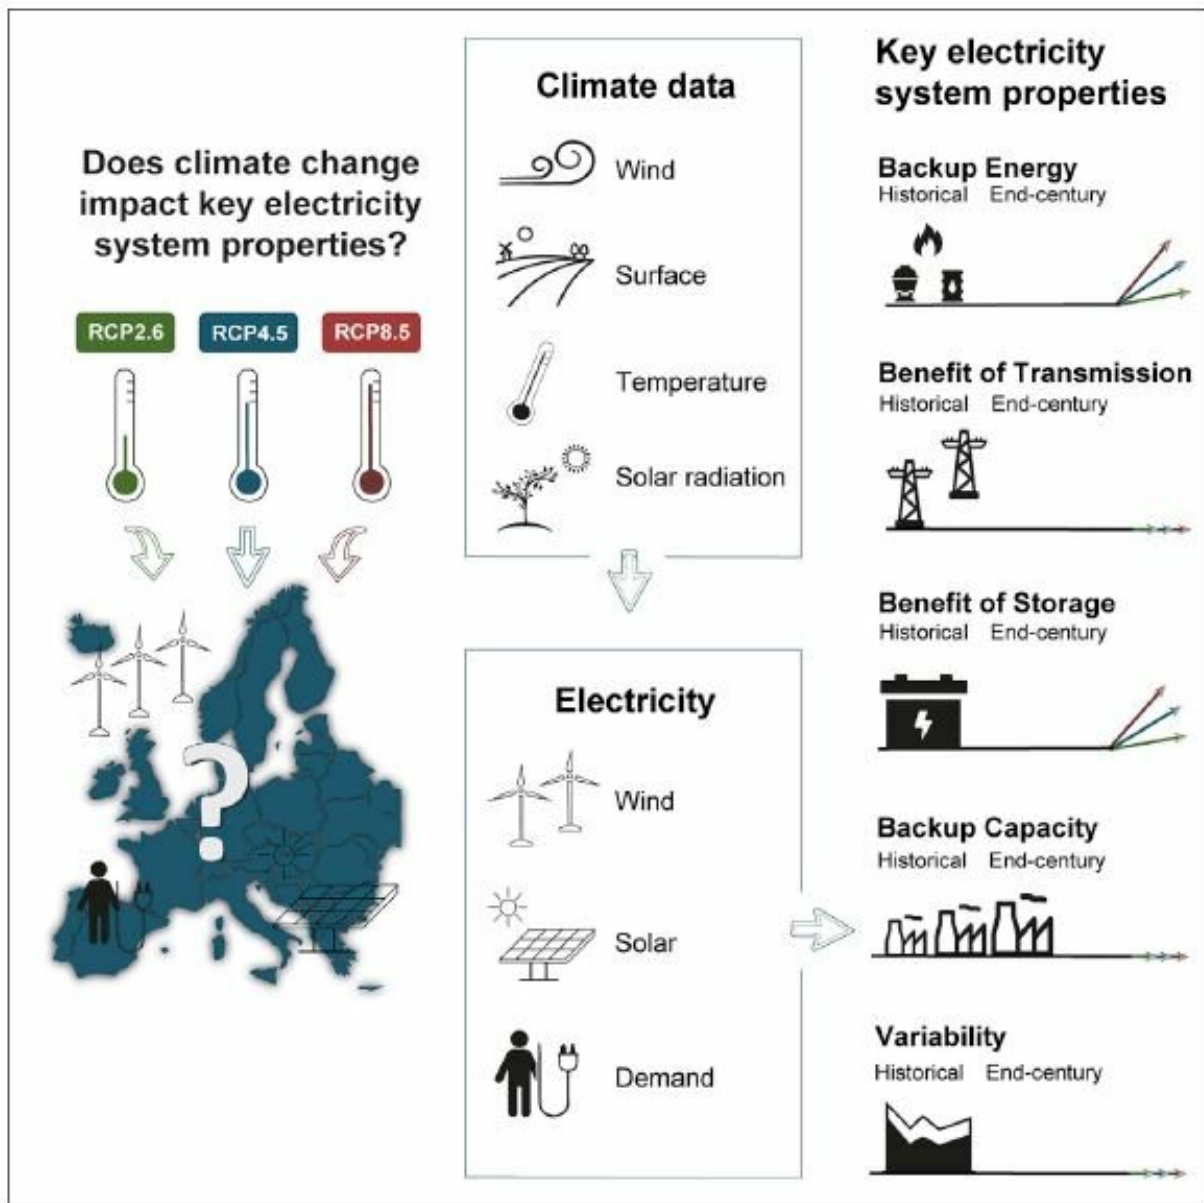 Does climate change
impact key electricity
system properties?
RCP2.6 RCP4.5 RCP8.5
?
Climate data
Wind
Surface
Temperature
Solar radiation
Electricity
Wind
Solar
Demand
Key electricity
system properties
Backup Energy
Historical End-century
Benefit of Transmission
Historical End-century
Benefit of Storage
Historical End-century
Backup Capacity
Historical End-century
Variability
Historical End-century